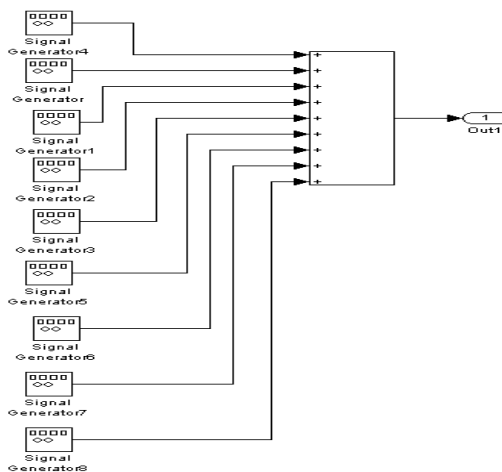 Signal
Generator4
+
Signal
Generator
+
Signal
Generator1
+
Signal
Generator2
+
Signal
Generator3
+
Signal
Generator5
+
Signal
Generator6
+
Signal
Generator7
+
Signal
Generator8
+
1
Out1